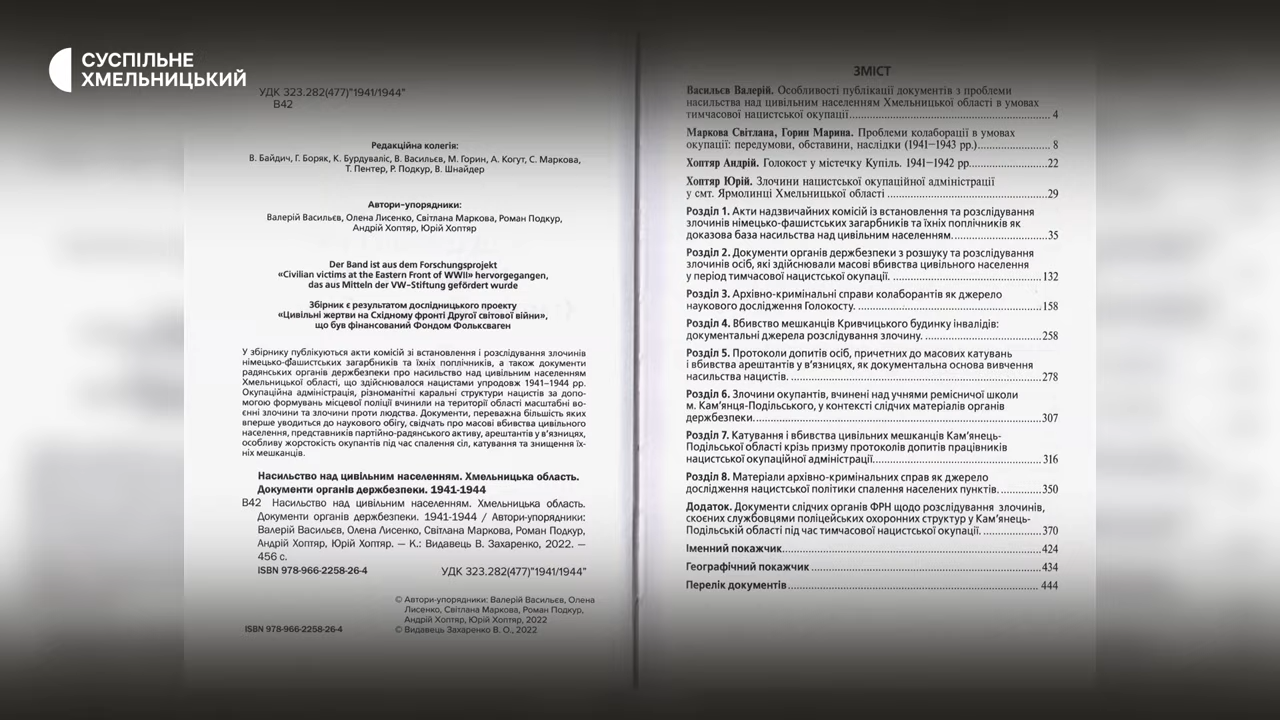 СУСПІЛЬНЕ
ХМЕЛЬНИЦЬКИЙ
УДК 323.282(477)"1941/1944"
В42
Редакційна колегія:
В. Байдич, Г. Боряк, К. Бурдуваліс, В. Васильєв, М. Горин, А. Когут, С. Маркова,
Т. Пентер, Р. Подкур, В. Шнайдер
Автори-упорядники:
Валерій Васильєв, Олена Лисенко, Світлана Маркова, Роман Подкур,
Андрій Хоптяр, Юрій Хоптяр
Der Band ist aus dem Forschungsprojekt
«Civilian victims at the Eastern Front of WWII» hervorgegangen,
das aus Mitteln der VW-Stiftung gefördert wurde
Збірник є результатом дослідницького проекту
«Цивільні жертви на Східному фронті Другої світової війни»,
що був фінансований Фондом Фольксваген
У збірнику публікуються акти комісій зі встановлення і розслідування злочинів
німецько-фашистських загарбників та їхніх поплічників, а також документи
радянських органів держбезпеки про насильство над цивільним населенням
Хмельницької області, що здійснювалося нацистами упродовж 1941-1944 рр.
Окупаційна адміністрація, різноманітні каральні структури нацистів за допо-
могою формувань місцевої поліції вчинили на території області масштабні во-
єнні злочини та злочини проти людства. Документи, переважна більшість яких
вперше уводиться до наукового обігу, свідчать про масові вбивства цивільного
населення, представників партійно-радянського активу, арештантів у в'язницях,
особливу жорстокість окупантів під час спалення сіл, катування та знищення їх-
ніх мешканців.
Насильство над цивільним населенням. Хмельницька область.
Документи органів держбезпеки. 1941-1944
В42 Насильство над цивільним населенням. Хмельницька область.
Документи органів держбезпеки. 1941-1944 / Автори-упорядники:
Валерій Васильєв, Олена Лисенко, Світлана Маркова, Роман Подкур,
Андрій Хоптяр, Юрій Хоптяр. — К.: Видавець В. Захаренко, 2022. —
456 с.
ISBN 978-966-2258-26-4 УДК 323.282(477)"1941/1944"
© Автори-упорядники: Валерій Васильєв, Олена
Лисенко, Світлана Маркова, Роман Подкур,
Андрій Хоптяр, Юрій Хоптяр, 2022
ISBN 978-966-2258-26-4 © Видавець Захаренко В. О., 2022
ЗМІСТ
Васильєв Валерій. Особливості публікації документів з проблеми
насильства над цивільним населенням Хмельницької області в умовах
тимчасової нацистської окупації 4
Маркова Світлана, Горин Марина. Проблеми колаборації в умовах
окупації: передумови, обставини, наслідки (1941–1943 рр.) 8
Хоптяр Андрій. Голокост у містечку Купіль. 1941–1942 рр. 22
Хоптяр Юрій. Злочини нацистської окупаційної адміністрації
у смт. Ярмолинці Хмельницької області 29
Розділ 1. Акти надзвичайних комісій із встановлення та розслідування
злочинів німецько-фашистських загарбників та їхніх поплічників як
доказова база насильства над цивільним населенням. 35
Розділ 2. Документи органів держбезпеки з розшуку та розслідування
злочинів осіб, які здійснювали масові вбивства цивільного населення
у період тимчасової нацистської окупації. 132
Розділ 3. Архівно-кримінальні справи колаборантів як джерело
наукового дослідження Голокосту. 158
Розділ 4. Вбивство мешканців Кривчицького будинку інвалідів:
документальні джерела розслідування злочину. 258
Розділ 5. Протоколи допитів осіб, причетних до масових катувань
і вбивства арештантів у в'язницях, як документальна основа вивчення
насильства нацистів. 278
Розділ 6. Злочини окупантів, вчинені над учнями ремісничої школи
м. Кам'янця-Подільського, у контексті слідчих матеріалів органів
держбезпеки. 307
Розділ 7. Катування і вбивства цивільних мешканців Кам'янець-
Подільської області крізь призму протоколів допитів працівників
нацистської окупаційної адміністрації. 316
Розділ 8. Матеріали архівно-кримінальних справ як джерело
дослідження нацистської політики спалення населених пунктів. 350
Додаток. Документи слідчих органів ФРН щодо розслідування злочинів,
скоєних службовцями поліцейських охоронних структур у Кам'янець-
Подільській області під час тимчасової нацистської окупації. 370
Іменний покажчик 424
Географічний покажчик 434
Перелік документів 444